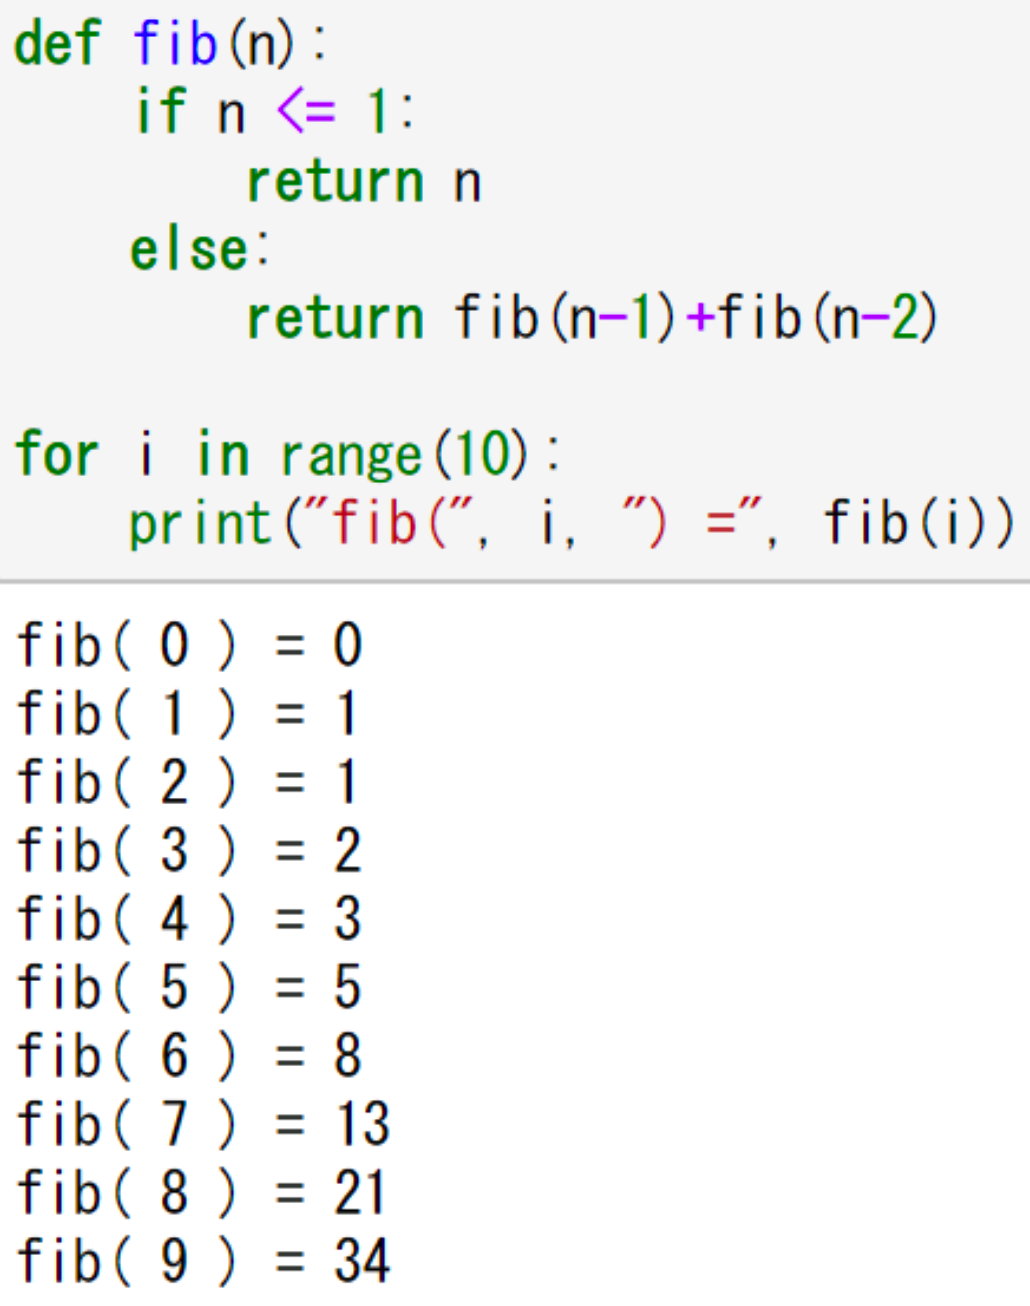 def fib(n):
    if n <= 1:
        return n
    else:
        return fib(n-1)+fib(n-2)

for i in range(10):
    print("fib(", i, ") =", fib(i))
fib( 0 ) = 0
fib( 1 ) = 1
fib( 2 ) = 1
fib( 3 ) = 2
fib( 4 ) = 3
fib( 5 ) = 5
fib( 6 ) = 8
fib( 7 ) = 13
fib( 8 ) = 21
fib( 9 ) = 34